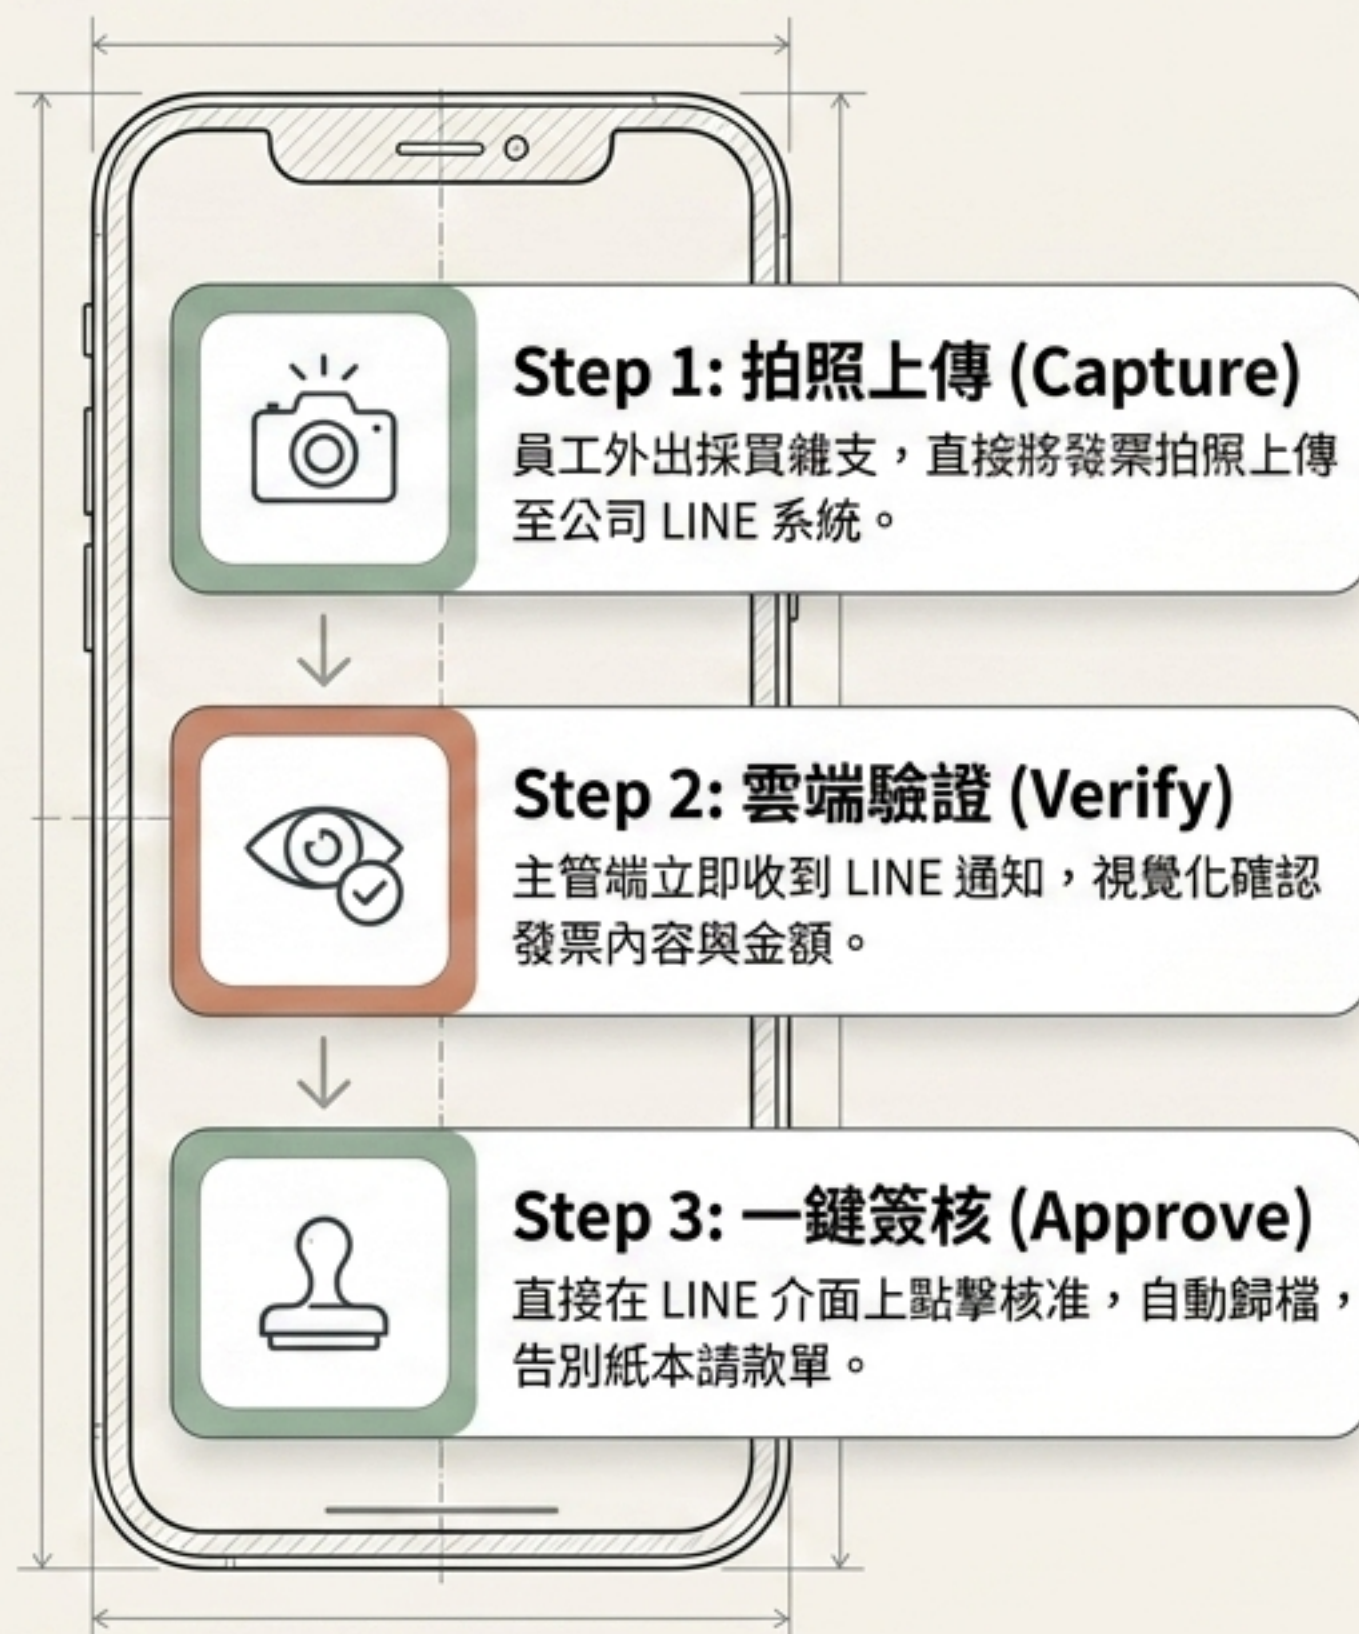 Step 1: 拍照上傳 (Capture)
員工外出採買雜支，直接將發票拍照上傳
至公司 LINE 系統。
Step 2: 雲端驗證 (Verify)
主管端立即收到 LINE 通知，視覺化確認
發票內容與金額。
Step 3: 一鍵簽核 (Approve)
直接在 LINE 介面上點擊核准，自動歸檔，
告別紙本請款單。